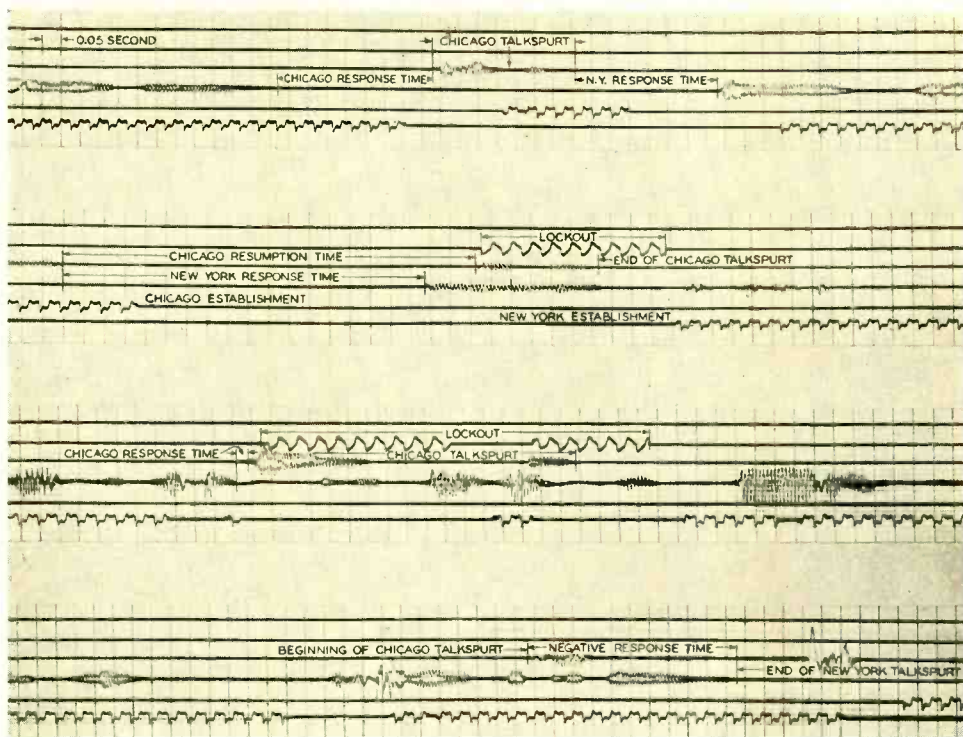 CHICAGO TALKSPURT
0.05 SECOND
CHICAGO RESPONSE TIME
N.Y. RESPONSE TIME
LOCKOUT
CHICAGO RESUMPTION TIME
END OF CHICAGO TALKSPURT
NEW YORK RESPONSE TIME
CHICAGO ESTABLISHMENT
NEW YORK ESTABLISHMENT
LOCKOUT
CHICAGO RESPONSE TIME
CHICAGO TALKSPURT
BEGINNING OF CHICAGO TALKSPURT
NEGATIVE RESPONSE TIME
END OF NEW YORK TALKSPURT